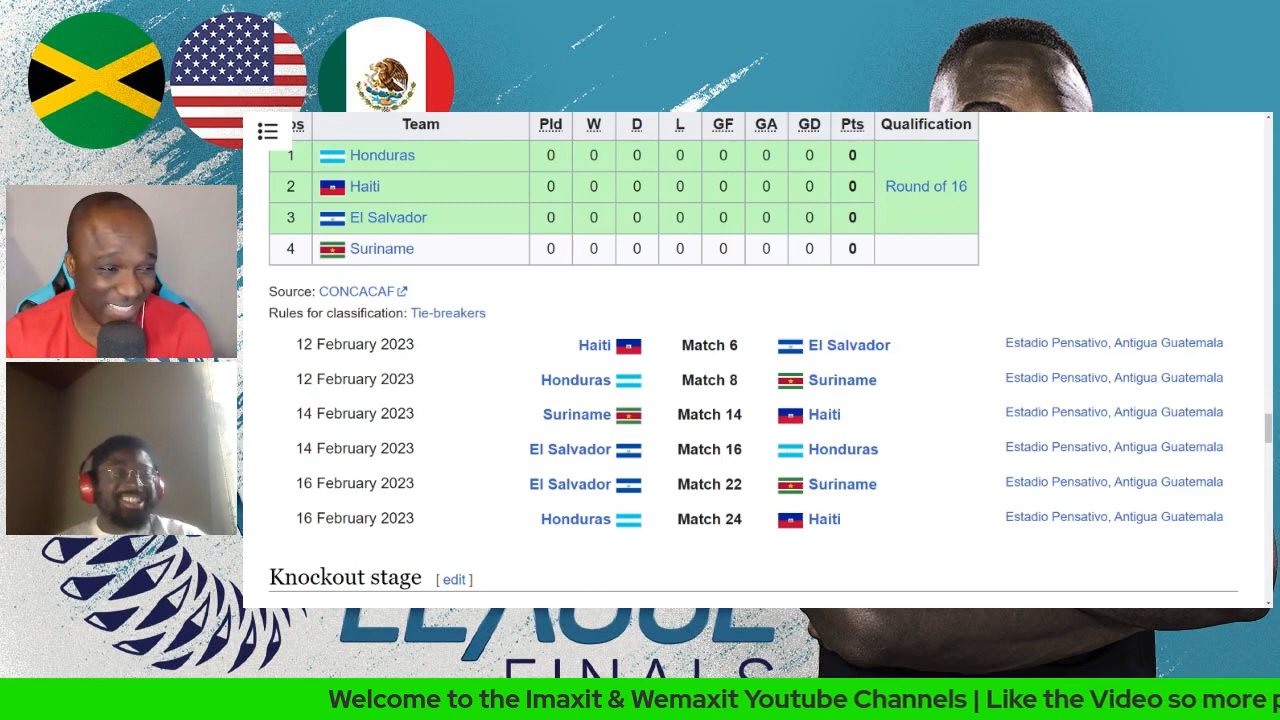 os Team Pld W D L GF GA GD Pts Qualification
1 Honduras 0 0 0 0 0 0 0 0
2 Haiti 0 0 0 0 0 0 0 0 Round of 16
3 El Salvador 0 0 0 0 0 0 0 0
4 Suriname 0 0 0 0 0 0 0 0
Source: CONCACAF
Rules for classification: Tie-breakers
12 February 2023 Haiti Match 6 El Salvador Estadio Pensativo, Antigua Guatemala
12 February 2023 Honduras Match 8 Suriname Estadio Pensativo, Antigua Guatemala
14 February 2023 Suriname Match 14 Haiti Estadio Pensativo, Antigua Guatemala
14 February 2023 El Salvador Match 16 Honduras Estadio Pensativo, Antigua Guatemala
16 February 2023 El Salvador Match 22 Suriname Estadio Pensativo, Antigua Guatemala
16 February 2023 Honduras Match 24 Haiti Estadio Pensativo, Antigua Guatemala
Knockout stage [ edit ]
LEAGUE
FINALS
Welcome to the Imaxit & Wemaxit Youtube Channels | Like the Video so more p